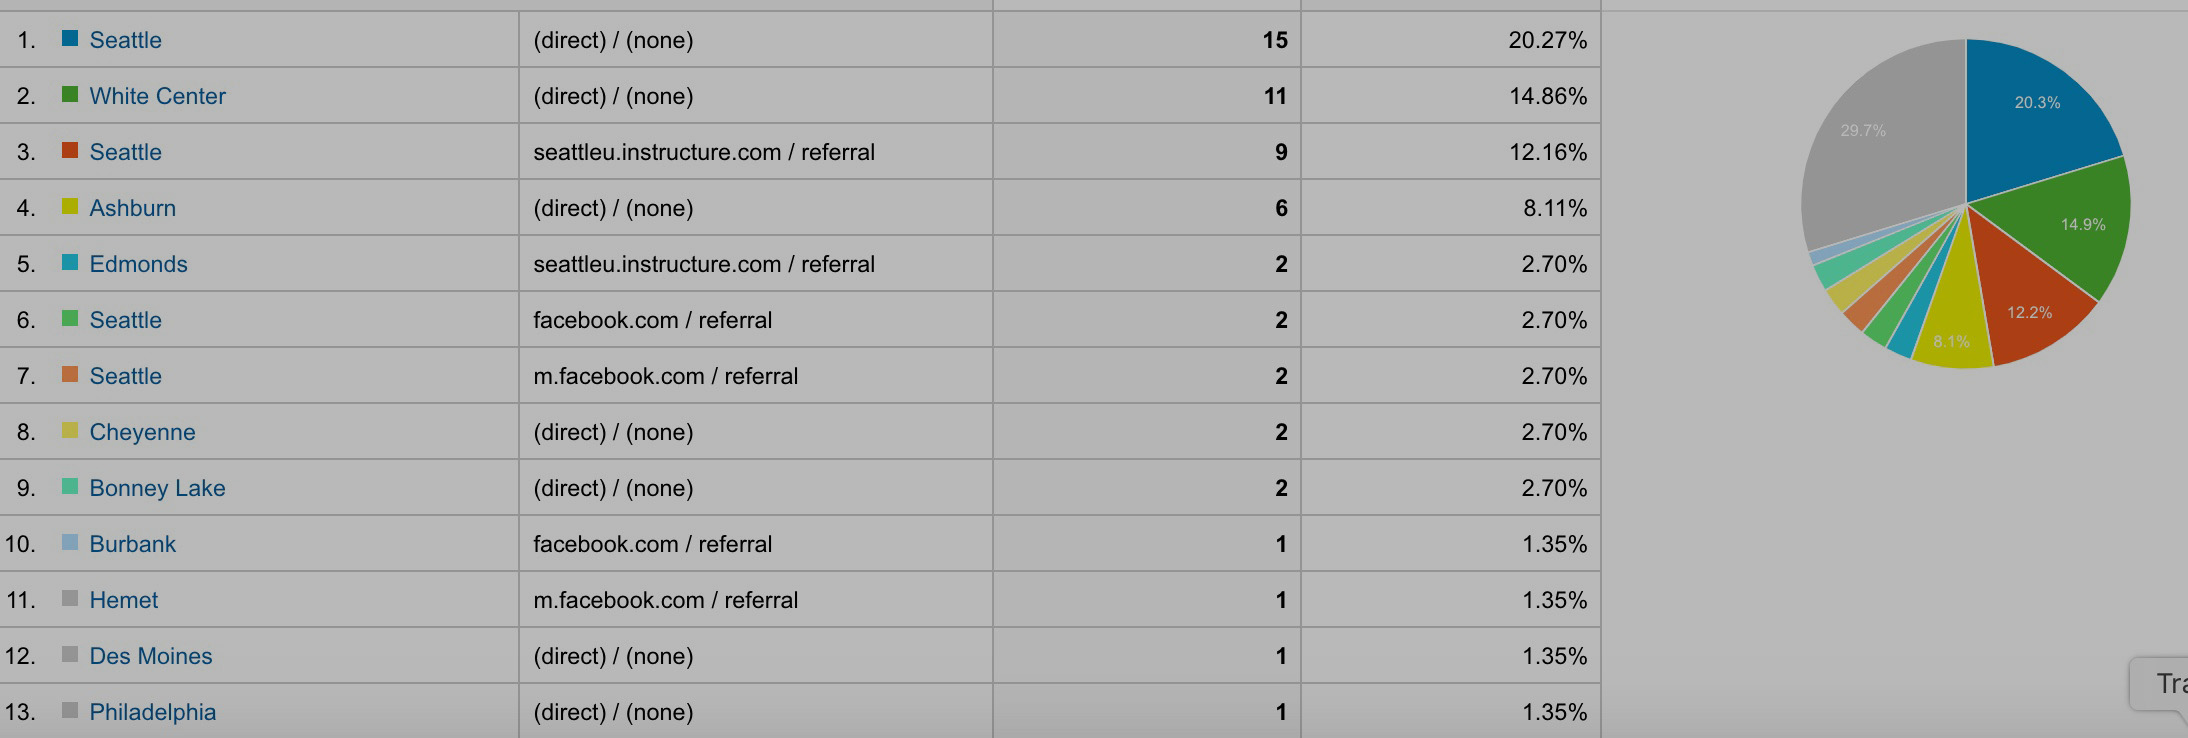 1. Seattle (direct) / (none) 15 20.27%
2. White Center (direct) / (none) 11 14.86%
3. Seattle seattleu.instructure.com / referral 9 12.16%
4. Ashburn (direct) / (none) 6 8.11%
5. Edmonds seattleu.instructure.com / referral 2 2.70%
6. Seattle facebook.com / referral 2 2.70%
7. Seattle m.facebook.com / referral 2 2.70%
8. Cheyenne (direct) / (none) 2 2.70%
9. Bonney Lake (direct) / (none) 2 2.70%
10. Burbank facebook.com / referral 1 1.35%
11. Hemet m.facebook.com / referral 1 1.35%
12. Des Moines (direct) / (none) 1 1.35%
13. Philadelphia (direct) / (none) 1 1.35%
20.3%
29.7%
14.9%
12.2%
8.1%